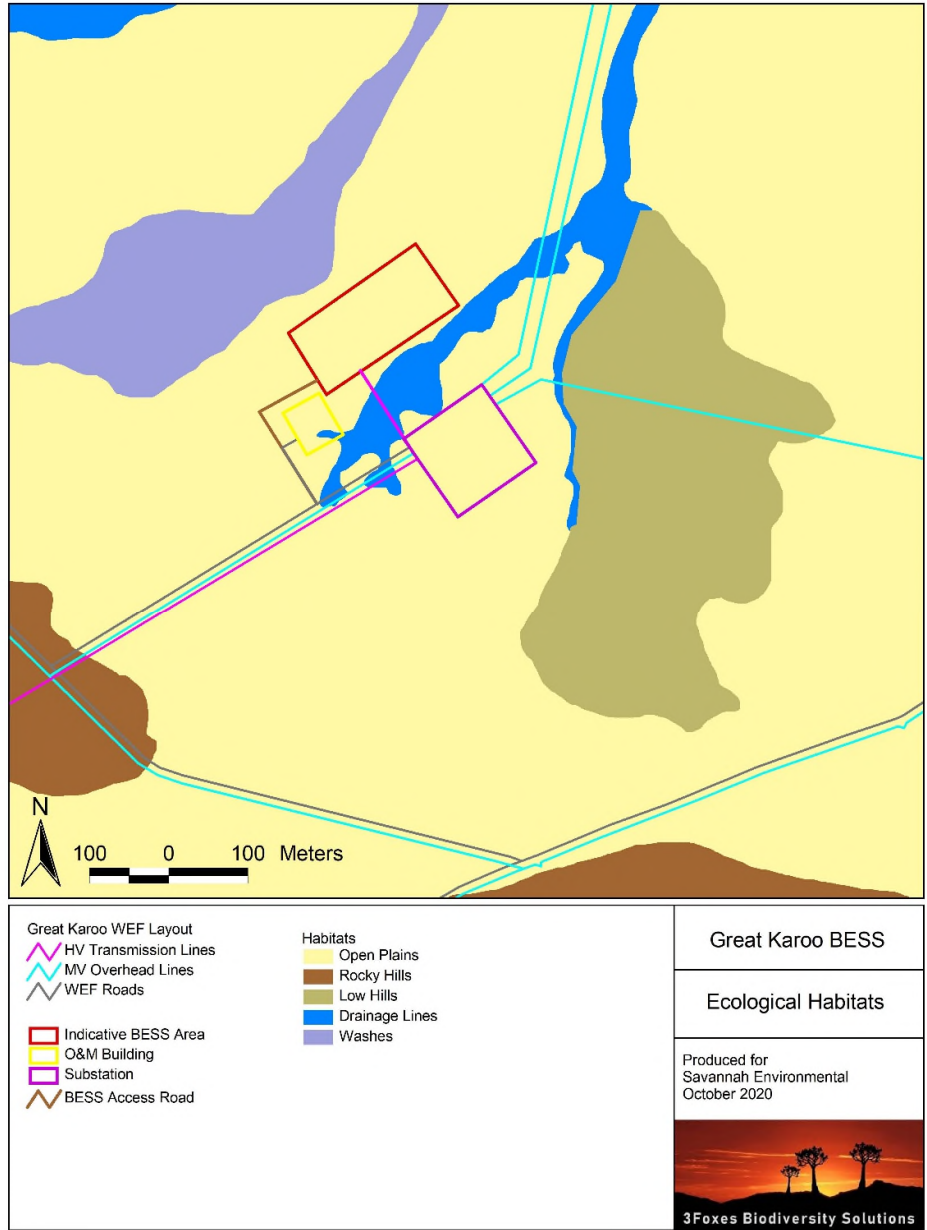 N
100 0 100 Meters
Great Karoo WEF Layout
HV Transmission Lines
MV Overhead Lines
WEF Roads
Indicative BESS Area
O&M Building
Substation
BESS Access Road
Habitats
Open Plains
Rocky Hills
Low Hills
Drainage Lines
Washes
Great Karoo BESS
Ecological Habitats
Produced for
Savannah Environmental
October 2020
3Foxes Biodiversity Solutions